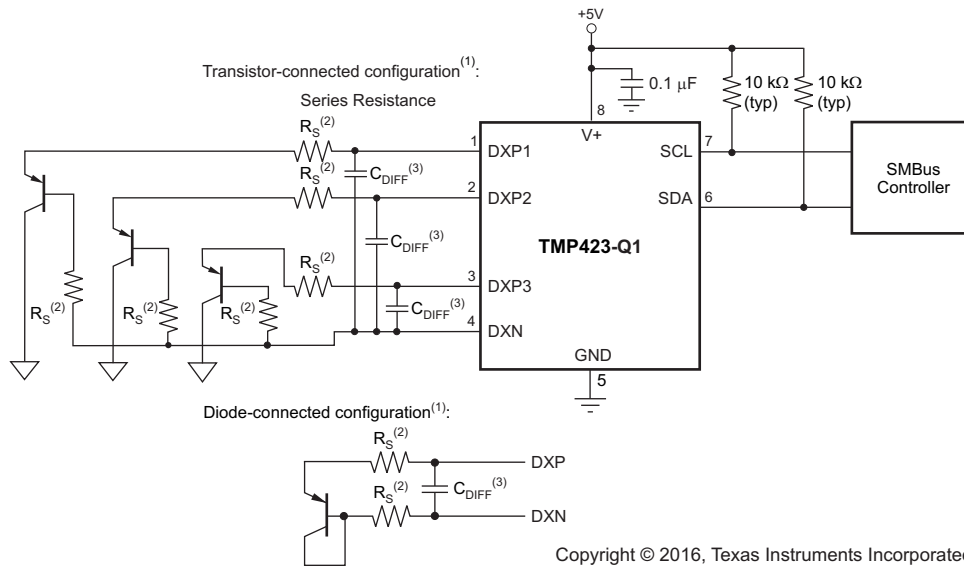 +5V
Transistor-connected configuration(1):
0.1 μF
10 kΩ
(typ)
10 kΩ
(typ)
Series Resistance
8
V+
RS(2)
1
DXP1
CDIFF(3)
SCL
7
SMBus
Controller
RS(2)
2
DXP2
SDA
6
CDIFF(3)
TMP423-Q1
RS(2)
3
DXP3
RS(2)
RS(2)
RS(2)
CDIFF(3)
4
DXN
GND
5
Diode-connected configuration(1):
RS(2)
DXP
CDIFF(3)
RS(2)
DXN
Copyright © 2016, Texas Instruments Incorporated